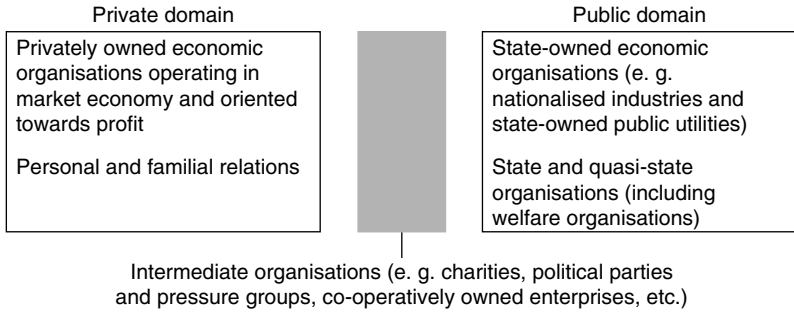 Private domain
Public domain
Privately owned economic
organisations operating in
market economy and oriented
towards profit
Personal and familial relations
State-owned economic
organisations (e. g.
nationalised industries and
state-owned public utilities)
State and quasi-state
organisations (including
welfare organisations)
Intermediate organisations (e. g. charities, political parties
and pressure groups, co-operatively owned enterprises, etc.)